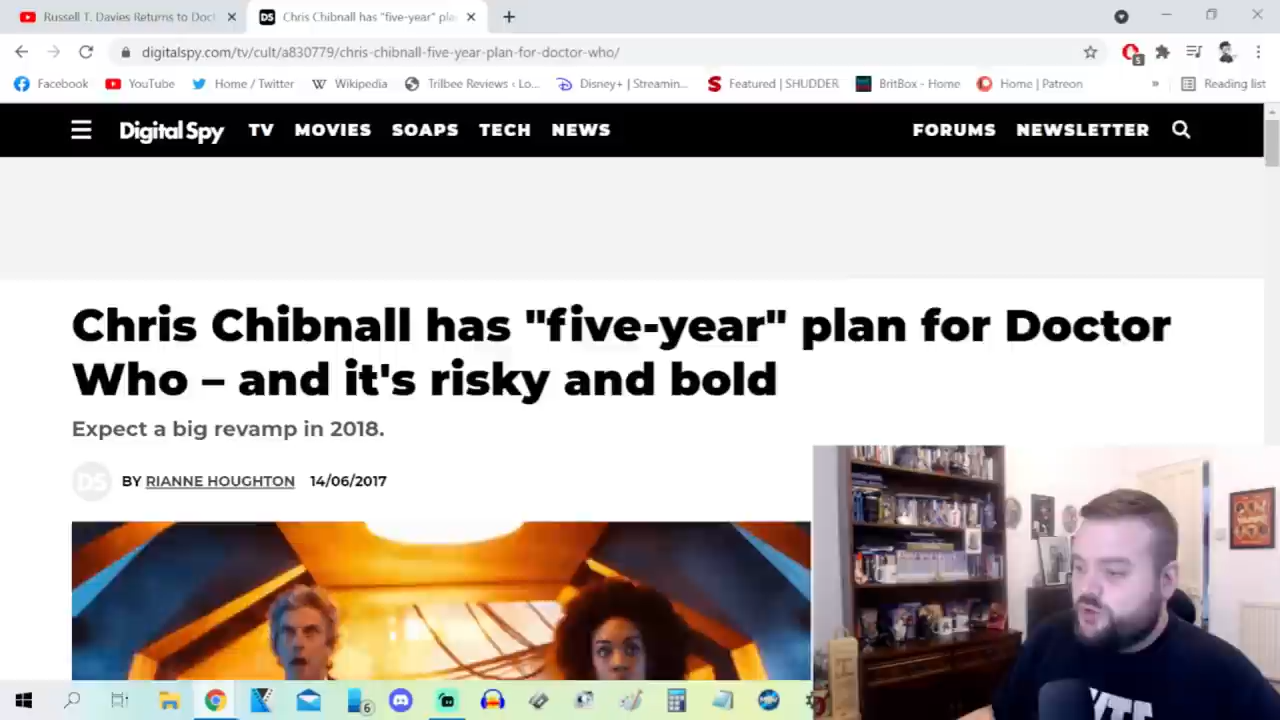 Russell T. Davies Returns to Doct
Chris Chibnall has "five-year" pla
digitalspy.com/tv/cult/a830779/chris-chibnall-five-year-plan-for-doctor-who/
Facebook
YouTube
Home / Twitter
Wikipedia
Trilbee Reviews ‹ Lo...
Disney+ | Streamin...
Featured | SHUDDER
BritBox - Home
Home | Patreon
»
Reading list
Digital Spy
TV
MOVIES
SOAPS
TECH
NEWS
FORUMS
NEWSLETTER
Chris Chibnall has "five-year" plan for Doctor
Who – and it's risky and bold
Expect a big revamp in 2018.
DS
BY RIANNE HOUGHTON 14/06/2017
6